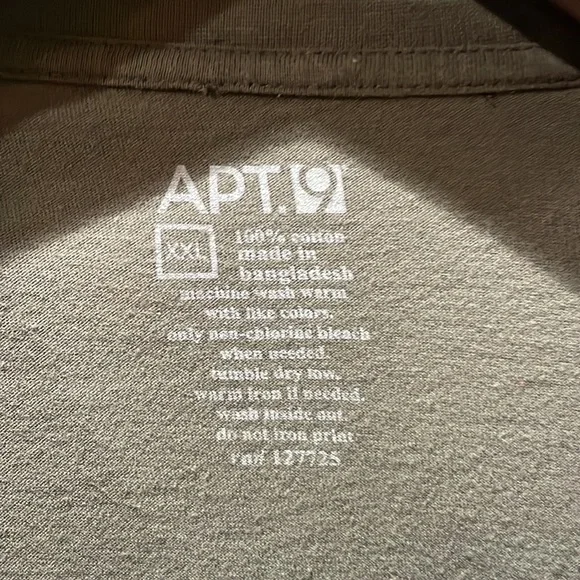 APT.9
XXL
100% cotton
made in
bangladesh
machine wash warm
with like colors.
only non-chlorine bleach
when needed.
tumble dry low.
warm iron if needed.
wash inside out
do not iron print
rn# 127725